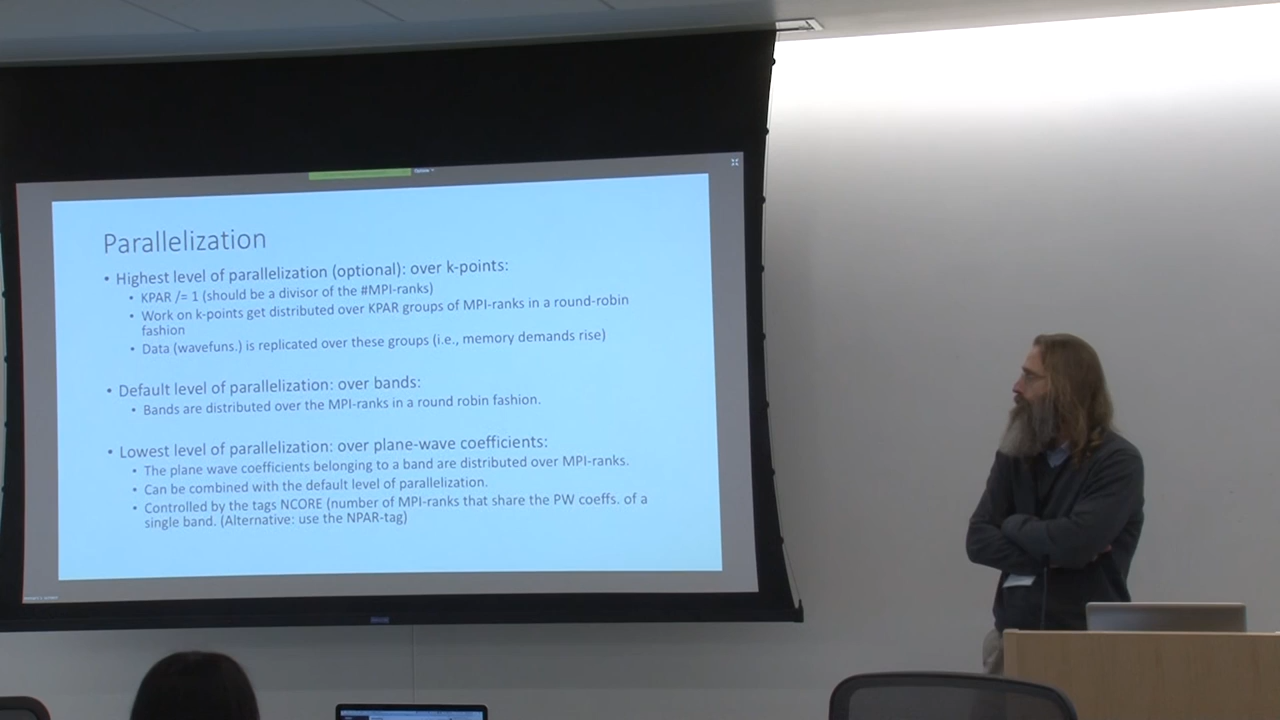 Options
Parallelization
• Highest level of parallelization (optional): over k-points:
• KPAR /= 1 (should be a divisor of the #MPI-ranks)
• Work on k-points get distributed over KPAR groups of MPI-ranks in a round-robin
fashion
• Data (wavefuns.) is replicated over these groups (i.e., memory demands rise)
• Default level of parallelization: over bands:
• Bands are distributed over the MPI-ranks in a round robin fashion.
• Lowest level of parallelization: over plane-wave coefficients:
• The plane wave coefficients belonging to a band are distributed over MPI-ranks.
• Can be combined with the default level of parallelization.
• Controlled by the tags NCORE (number of MPI-ranks that share the PW coeffs. of a
single band. (Alternative: use the NPAR-tag)